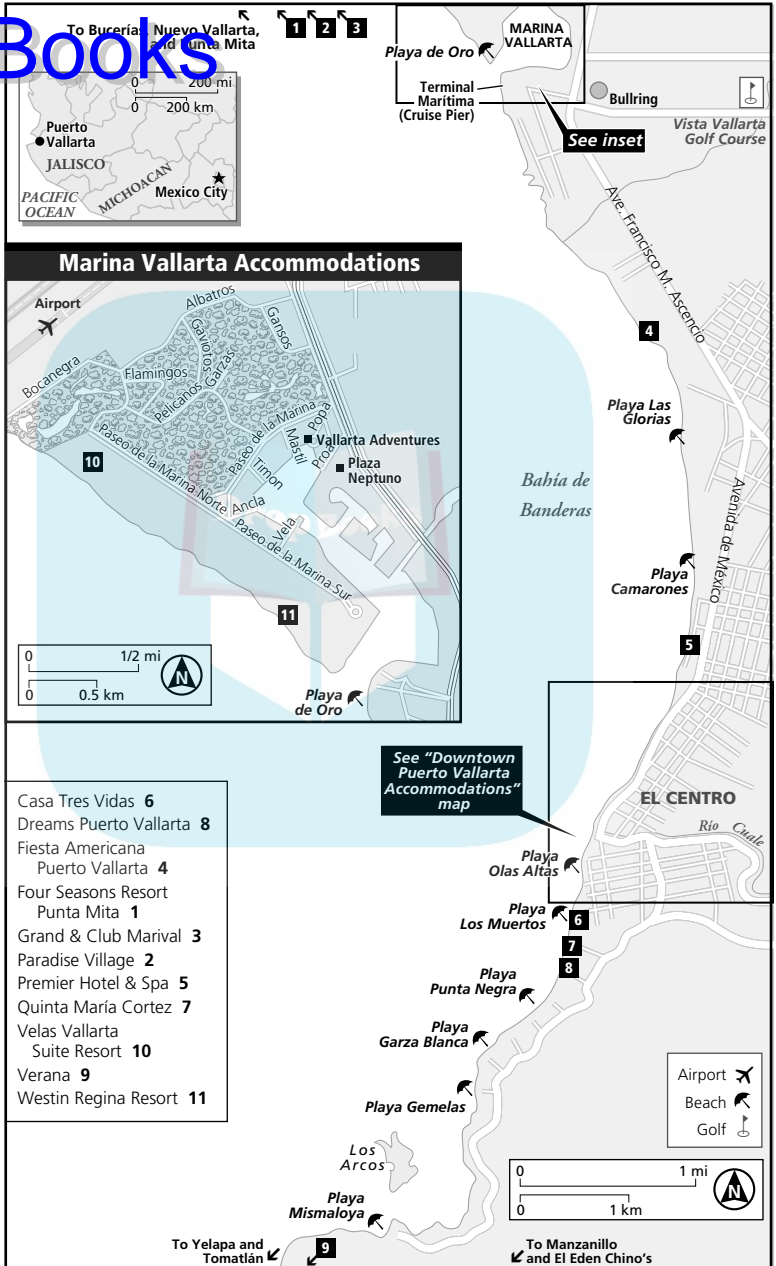 Books
To Bucerías, Nuevo Vallarta,
and Punta Mita
1 2 3
0 200 mi
0 200 km
Puerto
Vallarta
JALISCO
MICHOACAN
Mexico City
PACIFIC
OCEAN
MARINA
VALLARTA
Playa de Oro
Terminal
Marítima
(Cruise Pier)
See inset
Bullring
Vista Vallarta
Golf Course
Ave. Francisco M. Ascencio
4
Playa Las
Glorias
Bahía de
Banderas
Avenida de México
Playa
Camarones
5
Marina Vallarta Accommodations
Airport
Albatros
Gansos
Gaviotos
Garzas
Bocanegra
Flamingos
Pelicanos
Paseo de la Marina
Popa
Proa
Mastil
Timon
Vallarta Adventures
Plaza
Neptuno
10
Paseo de la Marina Norte
Ancla
Vela
Paseo de la Marina Sur
11
0 1/2 mi
0 0.5 km
N
Playa
de Oro
See "Downtown
Puerto Vallarta
Accommodations"
map
EL CENTRO
Río Cuale
Playa
Olas Altas
Playa
Los Muertos
6
7
8
Playa
Punta Negra
Playa
Garza Blanca
Playa Gemelas
Los
Arcos
Playa
Mismaloya
To Yelapa and
Tomatlán
9
To Manzanillo
and El Eden Chino's
Casa Tres Vidas 6
Dreams Puerto Vallarta 8
Fiesta Americana
Puerto Vallarta 4
Four Seasons Resort
Punta Mita 1
Grand & Club Marival 3
Paradise Village 2
Premier Hotel & Spa 5
Quinta María Cortez 7
Velas Vallarta
Suite Resort 10
Verana 9
Westin Regina Resort 11
Airport
Beach
Golf
0 1 mi
0 1 km
N